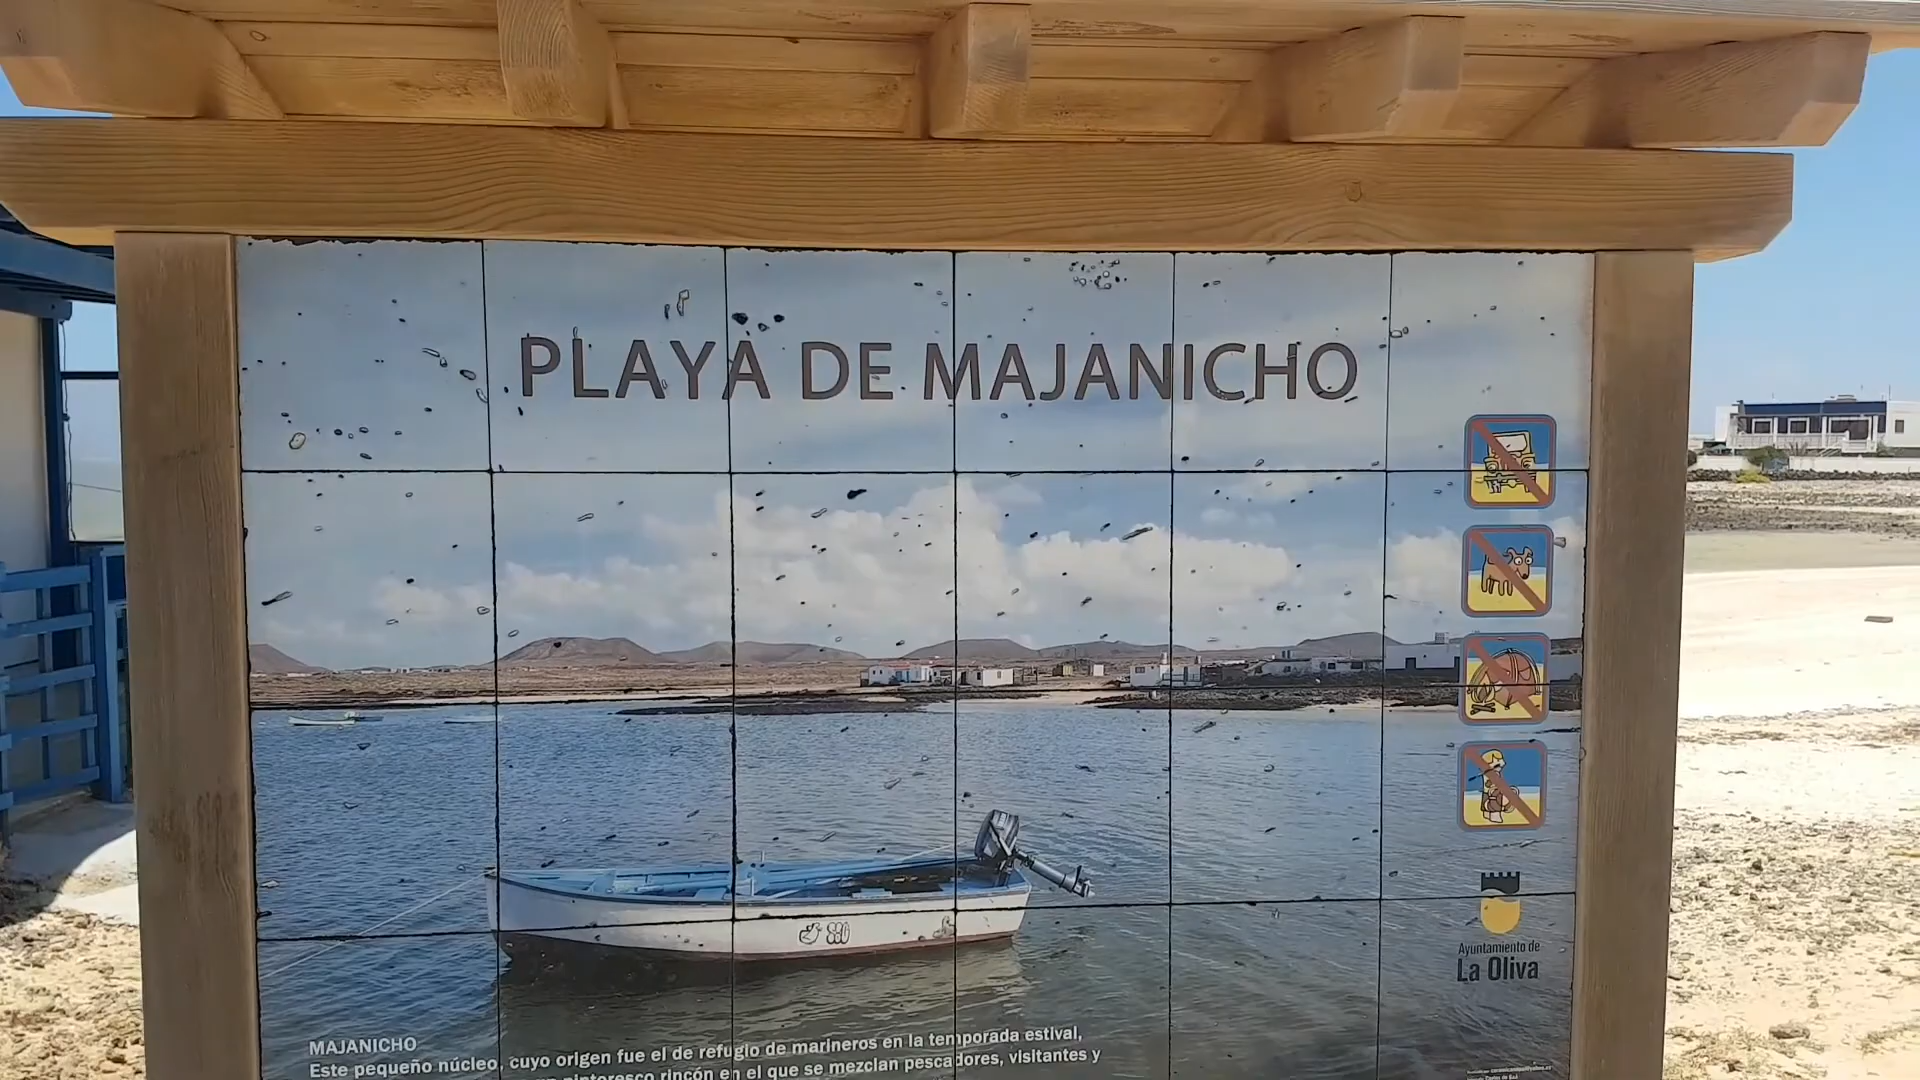 PLAYA DE MAJANICHO
Ayuntamiento de
La Oliva
MAJANICHO
Este pequeño núcleo, cuyo origen fue el de refugio de marineros en la temporada estival,
pintoresco rincón en el que se mezclan pescadores, visitantes y